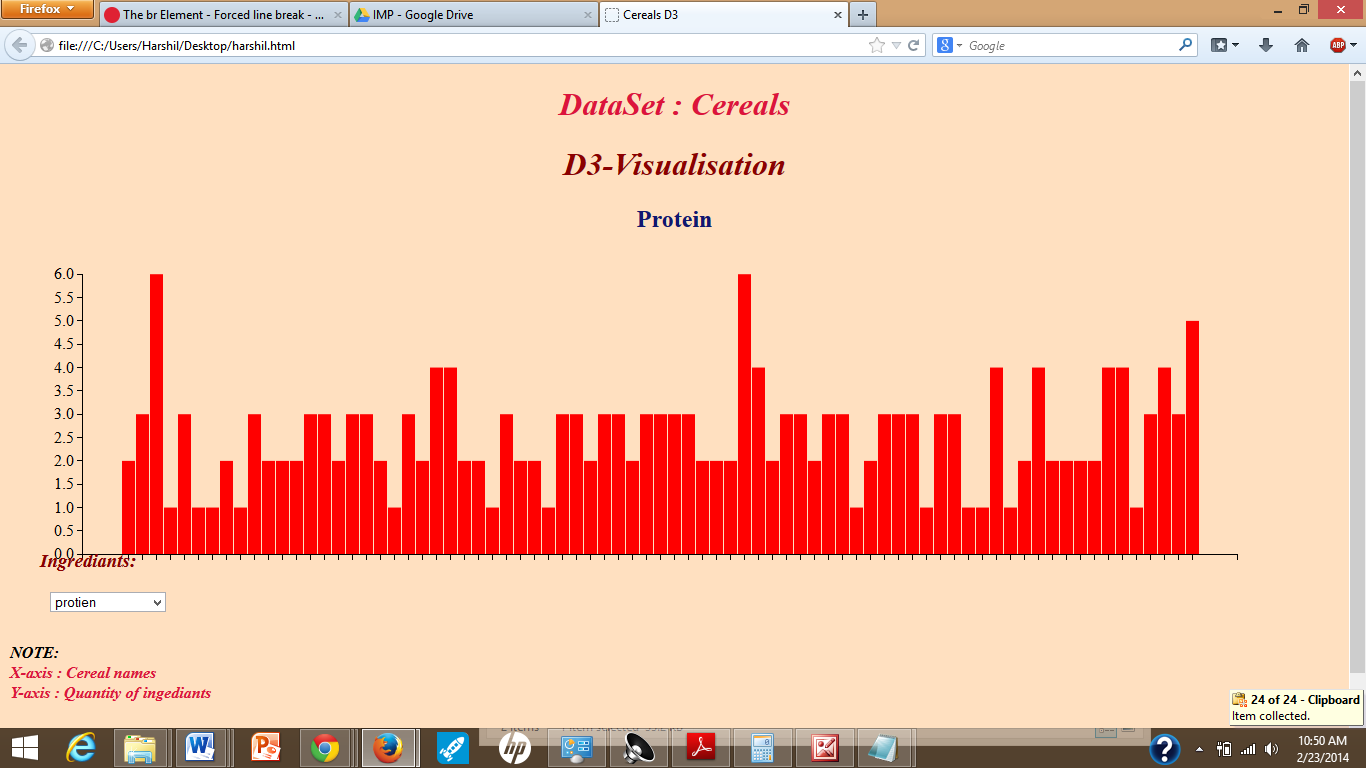 Firefox
The br Element - Forced line break - ...
IMP - Google Drive
Cereals D3
file:///C:/Users/Harshil/Desktop/harshil.html
Google
ABP
DataSet : Cereals
D3-Visualisation
Protein
6.0
5.5
5.0
4.5
4.0
3.5
3.0
2.5
2.0
1.5
1.0
0.5
0.0
Ingrediants:
protien
NOTE:
X-axis : Cereal names
Y-axis : Quantity of ingediants
24 of 24 - Clipboard
Item collected.
10:50 AM
2/23/2014